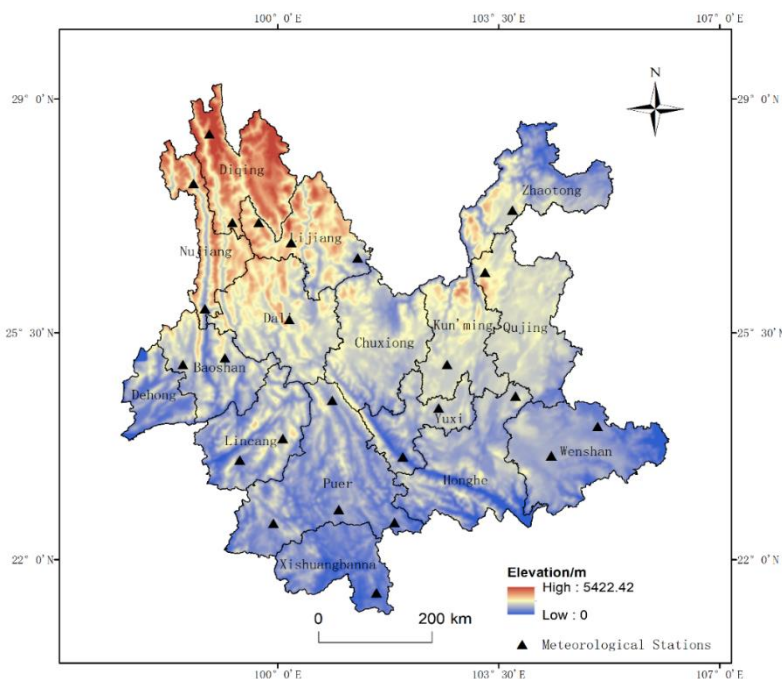 100° 0'E 103° 30'E 107° 0'E
29° 0'N 29° 0'N
N
Diqing
Zhaotong
Lijiang
Nujiang
Dali
Kun'ming
Qujing
25° 30'N 25° 30'N
Chuxiong
Baoshan
Dehong
Yuxi
Lincang
Wenshan
Honghe
Puer
22° 0'N 22° 0'N
Xishuangbanna
Elevation/m
High : 5422.42
Low : 0
0 200 km
Meteorological Stations
100° 0'E 103° 30'E 107° 0'E